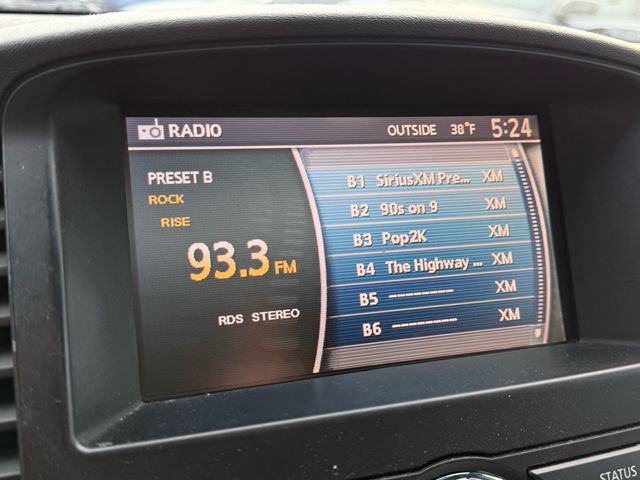 RADIO OUTSIDE 38°F 5:24
PRESET B
ROCK
RISE
93.3 FM
RDS STEREO
B1 SiriusXM Pre... XM
B2 90s on 9 XM
B3 Pop2K XM
B4 The Highway ... XM
B5 -------- XM
B6 -------- XM
STATUS